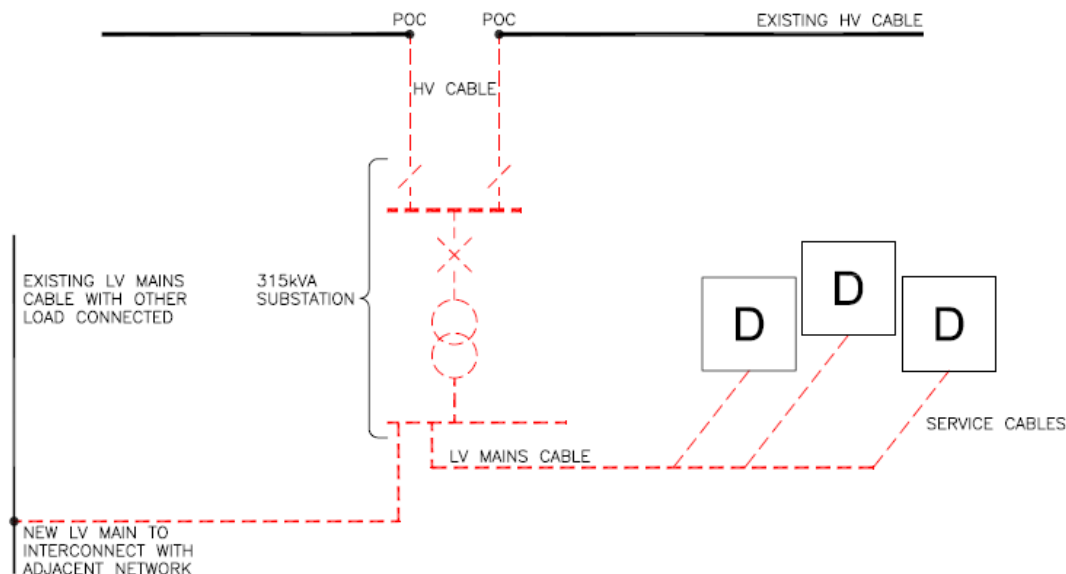 POC
POC
EXISTING HV CABLE
HV CABLE
EXISTING LV MAINS
CABLE WITH OTHER
LOAD CONNECTED
315kVA
SUBSTATION
D
D
D
SERVICE CABLES
LV MAINS CABLE
NEW LV MAIN TO
INTERCONNECT WITH
ADJACENT NETWORK